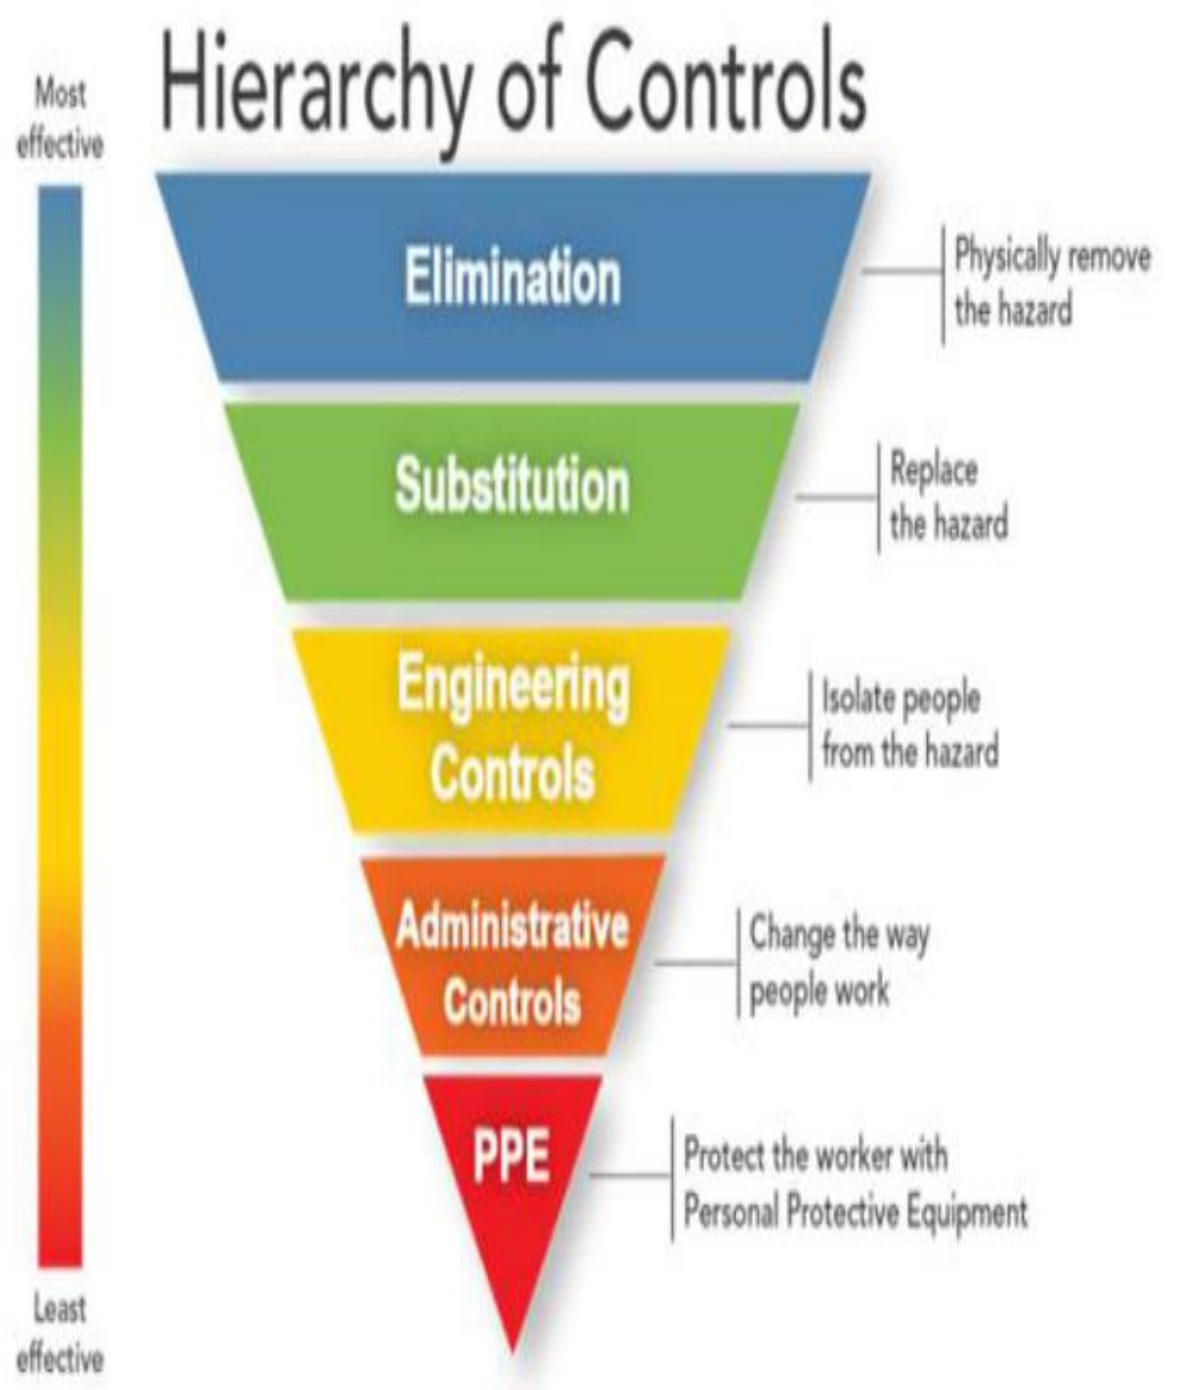 Hierarchy of Controls
Most
effective
Elimination
Physically remove
the hazard
Substitution
Replace
the hazard
Engineering
Controls
Isolate people
from the hazard
Administrative
Controls
Change the way
people work
PPE
Protect the worker with
Personal Protective Equipment
Least
effective